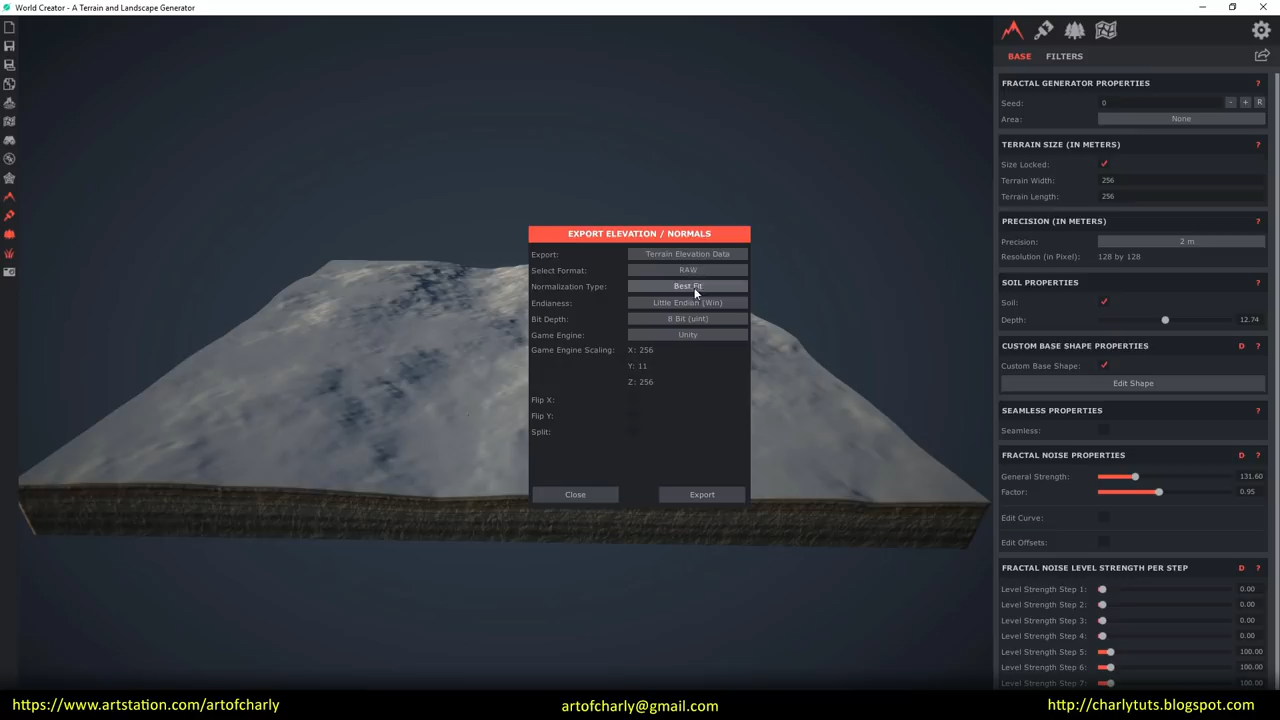 World Creator - A Terrain and Landscape Generator
BASE FILTERS
FRACTAL GENERATOR PROPERTIES ?
Seed: 0 - + R
Area: None
TERRAIN SIZE (IN METERS) ?
Size Locked:
Terrain Width: 256
Terrain Length: 256
PRECISION (IN METERS) ?
Precision: 2 m
Resolution (in Pixel): 128 by 128
SOIL PROPERTIES ?
Soil:
Depth: 12.74
CUSTOM BASE SHAPE PROPERTIES D ?
Custom Base Shape:
Edit Shape
SEAMLESS PROPERTIES ?
Seamless:
FRACTAL NOISE PROPERTIES D ?
General Strength: 131.60
Factor: 0.95
Edit Curve:
Edit Offsets:
FRACTAL NOISE LEVEL STRENGTH PER STEP D ?
Level Strength Step 1: 0.00
Level Strength Step 2: 0.00
Level Strength Step 3: 0.00
Level Strength Step 4: 0.00
Level Strength Step 5: 100.00
Level Strength Step 6: 100.00
Level Strength Step 7: 100.00
EXPORT ELEVATION / NORMALS
Export: Terrain Elevation Data
Select Format: RAW
Normalization Type: Best Fit
Endianess: Little Endian (Win)
Bit Depth: 8 Bit (uint)
Game Engine: Unity
Game Engine Scaling: X: 256
Y: 11
Z: 256
Flip X:
Flip Y:
Split:
Close Export
https://www.artstation.com/artofcharly artofcharly@gmail.com http://charlytuts.blogspot.com